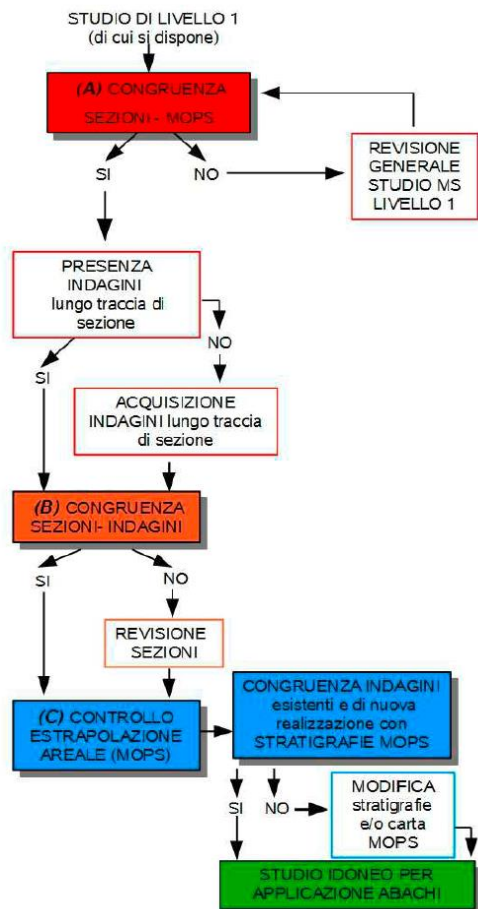 STUDIO DI LIVELLO 1
(di cui si dispone)
(A) CONGRUENZA
SEZIONI - MOPS
SI
NO
REVISIONE
GENERALE
STUDIO MS
LIVELLO 1
PRESENZA
INDAGINI
lungo traccia di
sezione
NO
SI
ACQUISIZIONE
INDAGINI lungo traccia
di sezione
(B) CONGRUENZA
SEZIONI- INDAGINI
SI
NO
REVISIONE
SEZIONI
(C) CONTROLLO
ESTRAPOLAZIONE
AREALE (MOPS)
CONGRUENZA INDAGINI
esistenti e di nuova
realizzazione con
STRATIGRAFIE MOPS
SI
NO
MODIFICA
stratigrafie
e/o carta
MOPS
STUDIO IDONEO PER
APPLICAZIONE ABACHI